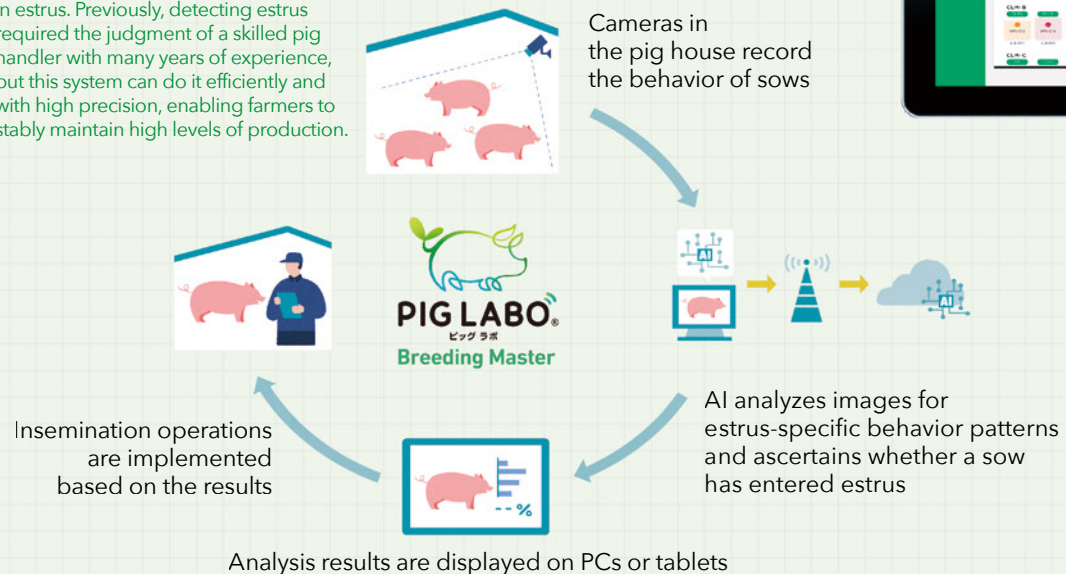 in estrus. Previously, detecting estrus
required the judgment of a skilled pig
handler with many years of experience,
but this system can do it efficiently and
with high precision, enabling farmers to
stably maintain high levels of production.
Cameras in
the pig house record
the behavior of sows
CLM-B
CLM-C
AI
AI
PIG LABO®
ピッグ ラボ
Breeding Master
AI analyzes images for
estrus-specific behavior patterns
and ascertains whether a sow
has entered estrus
Insemination operations
are implemented
based on the results
--%
Analysis results are displayed on PCs or tablets